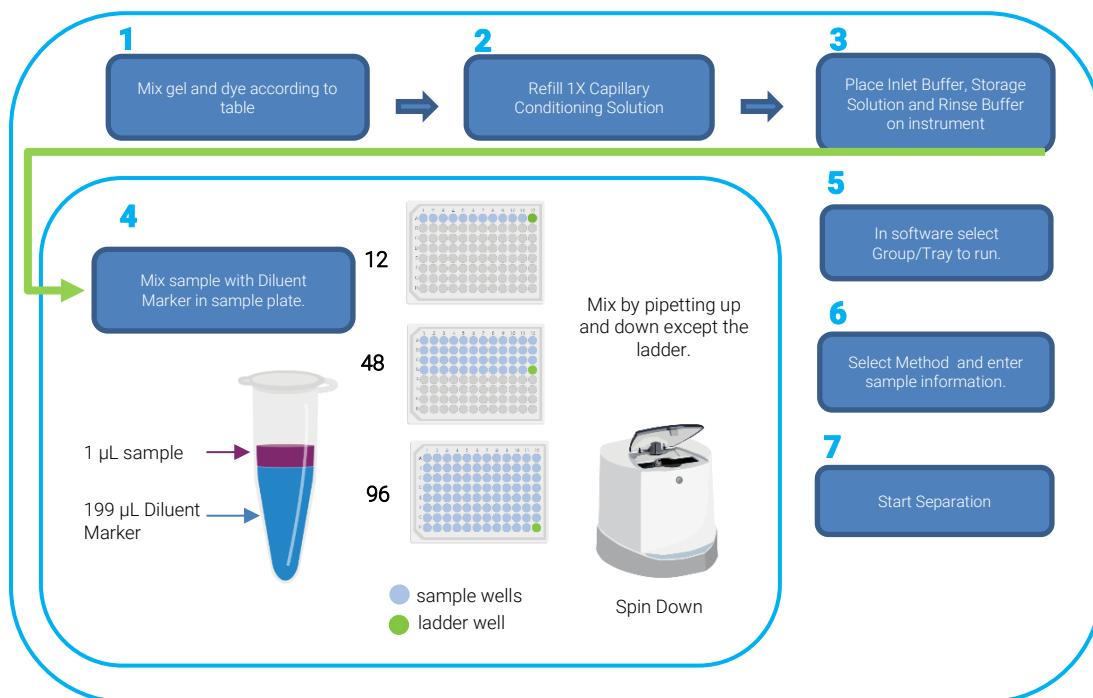 1
Mix gel and dye according to
table
2
Refill 1X Capillary
Conditioning Solution
3
Place Inlet Buffer, Storage
Solution and Rinse Buffer
on instrument
4
Mix sample with Diluent
Marker in sample plate.
1 µL sample
199 µL Diluent
Marker
12
48
96
sample wells
ladder well
Mix by pipetting up
and down except the
ladder.
Spin Down
5
In software select
Group/Tray to run.
6
Select Method and enter
sample information.
7
Start Separation